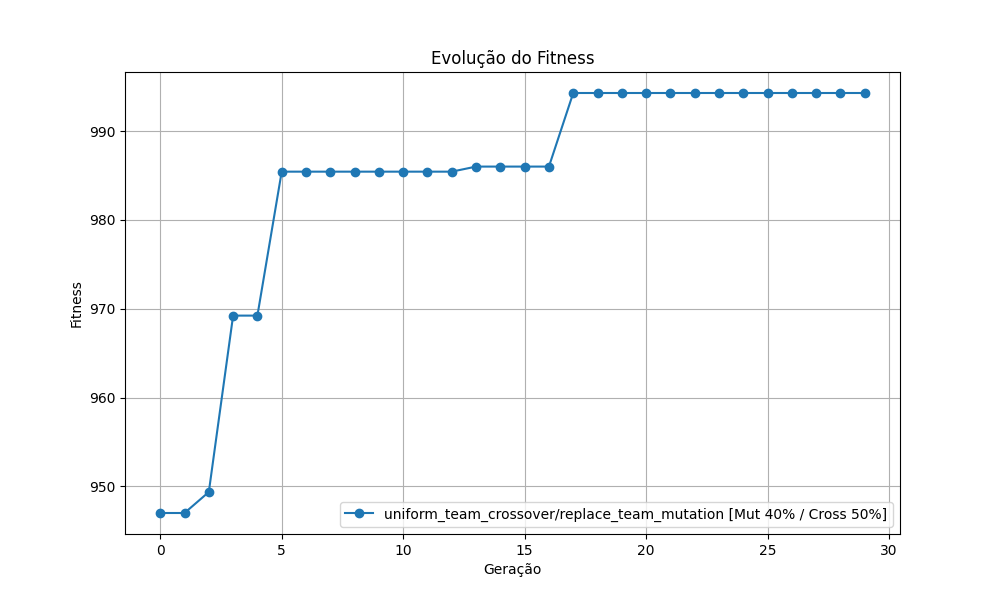 Evolução do Fitness
Fitness
990
980
970
960
950
uniform_team_crossover/replace_team_mutation [Mut 40% / Cross 50%]
0 5 10 15 20 25 30
Geração